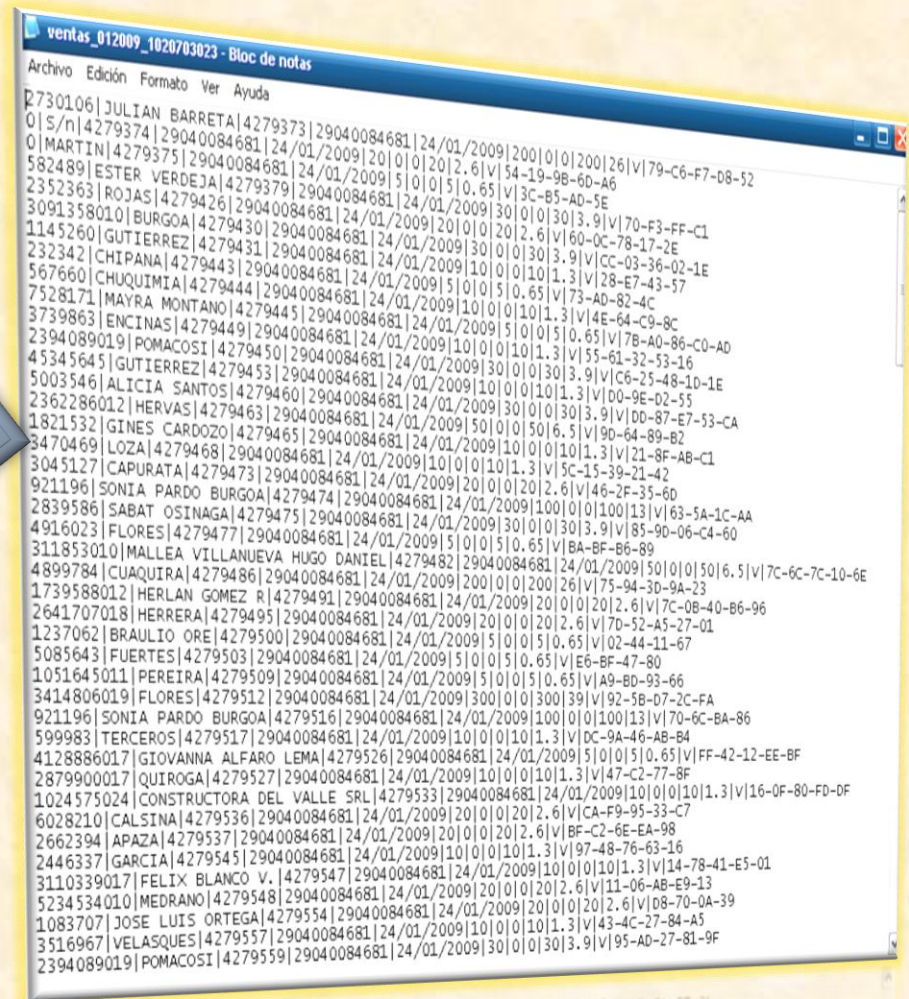 ventas_012009_1020703023 - Bloc de notas
Archivo Edición Formato Ver Ayuda
2730106|JULIAN BARRETA|4279373|29040084681|24/01/2009|200|0|0|200|26|V|79-C6-F7-D8-52
0|S/n|4279374|29040084681|24/01/2009|20|0|0|20|2.6|V|54-19-9B-6D-A6
0|MARTIN|4279375|29040084681|24/01/2009|5|0|0|5|0.65|V|3C-B5-AD-5E
582489|ESTER VERDEJA|4279379|29040084681|24/01/2009|30|0|0|30|3.9|V|70-F3-FF-C1
2352363|ROJAS|4279426|29040084681|24/01/2009|20|0|0|20|2.6|V|60-0C-78-17-2E
3091358010|BURGOA|4279430|29040084681|24/01/2009|30|0|0|30|3.9|V|CC-03-36-02-1E
1145260|GUTIERREZ|4279431|29040084681|24/01/2009|10|0|0|10|1.3|V|28-E7-43-57
232342|CHIPANA|4279443|29040084681|24/01/2009|5|0|0|5|0.65|V|73-AD-82-4C
567660|CHUQUIMIA|4279444|29040084681|24/01/2009|10|0|0|10|1.3|V|4E-64-C9-8C
7528171|MAYRA MONTANO|4279445|29040084681|24/01/2009|5|0|0|5|0.65|V|7B-A0-86-C0-AD
3739863|ENCINAS|4279449|29040084681|24/01/2009|10|0|0|10|1.3|V|55-61-32-53-16
2394089019|POMACOSI|4279450|29040084681|24/01/2009|30|0|0|30|3.9|V|C6-25-48-1D-1E
45345645|GUTIERREZ|4279453|29040084681|24/01/2009|10|0|0|10|1.3|V|D0-9E-D2-55
5003546|ALICIA SANTOS|4279460|29040084681|24/01/2009|30|0|0|30|3.9|V|DD-87-E7-53-CA
2362286012|HERVAS|4279463|29040084681|24/01/2009|50|0|0|50|6.5|V|9D-64-89-B2
1821532|GINES CARDOZO|4279465|29040084681|24/01/2009|10|0|0|10|1.3|V|21-8F-AB-C1
3470469|LOZA|4279468|29040084681|24/01/2009|10|0|0|10|1.3|V|5C-15-39-21-42
3045127|CAPURATA|4279473|29040084681|24/01/2009|20|0|0|20|2.6|V|46-2F-35-6D
921196|SONIA PARDO BURGOA|4279474|29040084681|24/01/2009|100|0|0|100|13|V|63-5A-1C-AA
2839586|SABAT OSINAGA|4279475|29040084681|24/01/2009|30|0|0|30|3.9|V|85-9D-06-C4-60
4916023|FLORES|4279477|29040084681|24/01/2009|5|0|0|5|0.65|V|BA-BF-B6-89
311853010|MALLEA VILLANUEVA HUGO DANIEL|4279482|29040084681|24/01/2009|50|0|0|50|6.5|V|7C-6C-7C-10-6E
4899784|CUAQUIRA|4279486|29040084681|24/01/2009|200|0|0|200|26|V|75-94-3D-9A-23
1739588012|HERLAN GOMEZ R|4279491|29040084681|24/01/2009|20|0|0|20|2.6|V|7C-0B-40-B6-96
2641707018|HERRERA|4279495|29040084681|24/01/2009|20|0|0|20|2.6|V|7D-52-A5-27-01
1237062|BRAULIO ORE|4279500|29040084681|24/01/2009|5|0|0|5|0.65|V|02-44-11-67
5085643|FUERTES|4279503|29040084681|24/01/2009|5|0|0|5|0.65|V|E6-BF-47-80
1051645011|PEREIRA|4279509|29040084681|24/01/2009|5|0|0|5|0.65|V|A9-BD-93-66
3414806019|FLORES|4279512|29040084681|24/01/2009|300|0|0|300|39|V|92-5B-D7-2C-FA
921196|SONIA PARDO BURGOA|4279516|29040084681|24/01/2009|100|0|0|100|13|V|70-6C-BA-86
599983|TERCEROS|4279517|29040084681|24/01/2009|10|0|0|10|1.3|V|DC-9A-46-AB-B4
4128886017|GIOVANNA ALFARO LEMA|4279526|29040084681|24/01/2009|5|0|0|5|0.65|V|FF-42-12-EE-BF
2879900017|QUIROGA|4279527|29040084681|24/01/2009|10|0|0|10|1.3|V|47-C2-77-8F
1024575024|CONSTRUCTORA DEL VALLE SRL|4279533|29040084681|24/01/2009|10|0|0|10|1.3|V|16-0F-80-FD-DF
6028210|CALSINA|4279536|29040084681|24/01/2009|20|0|0|20|2.6|V|CA-F9-95-33-C7
2662394|APAZA|4279537|29040084681|24/01/2009|20|0|0|20|2.6|V|BF-C2-6E-EA-98
2446337|GARCIA|4279545|29040084681|24/01/2009|10|0|0|10|1.3|V|97-48-76-63-16
3110339017|FELIX BLANCO V.|4279547|29040084681|24/01/2009|10|0|0|10|1.3|V|14-78-41-E5-01
5234534010|MEDRANO|4279548|29040084681|24/01/2009|20|0|0|20|2.6|V|11-06-AB-E9-13
1083707|JOSE LUIS ORTEGA|4279554|29040084681|24/01/2009|20|0|0|20|2.6|V|D8-70-0A-39
3516967|VELASQUES|4279557|29040084681|24/01/2009|10|0|0|10|1.3|V|43-4C-27-84-A5
2394089019|POMACOSI|4279559|29040084681|24/01/2009|30|0|0|30|3.9|V|95-AD-27-81-9F